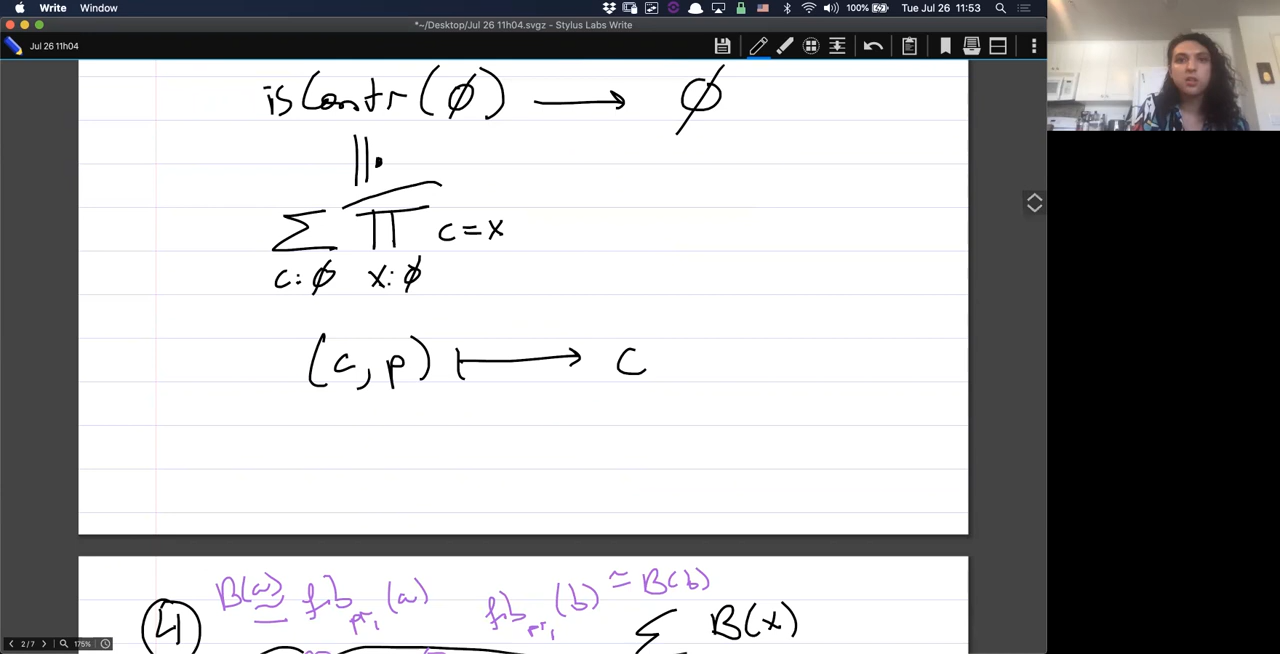 Write Window 100% Tue Jul 26 11:53
*~/Desktop/Jul 26 11h04.svgz - Stylus Labs Write
Jul 26 11h04
isContr(∅) ⟶ ∅
||·
∑ ∏ c=x
c:∅ x:∅
(c, p) ⟼ c
B(a) ≃ fib_pr₁(a) fib_pr₁(b) ≃ B(b)
④ ∑ B(x)
2/7 175%